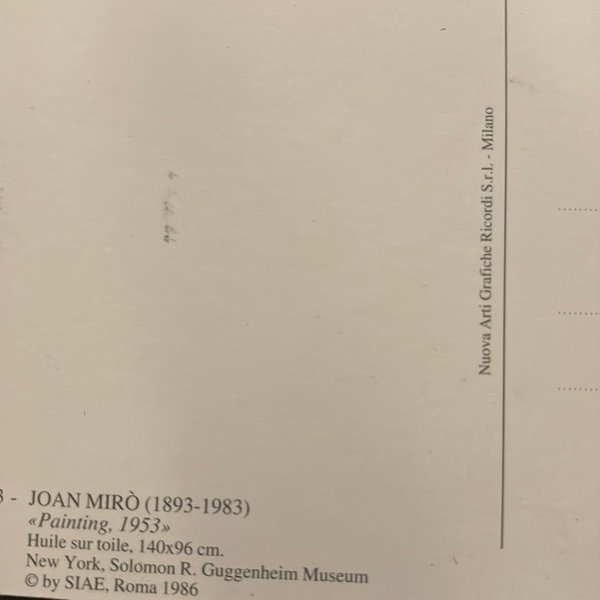 3 - JOAN MIRÒ (1893-1983)
«Painting, 1953»
Huile sur toile, 140x96 cm.
New York, Solomon R. Guggenheim Museum
© by SIAE, Roma 1986
Nuova Arti Grafiche Ricordi S.r.l. - Milano